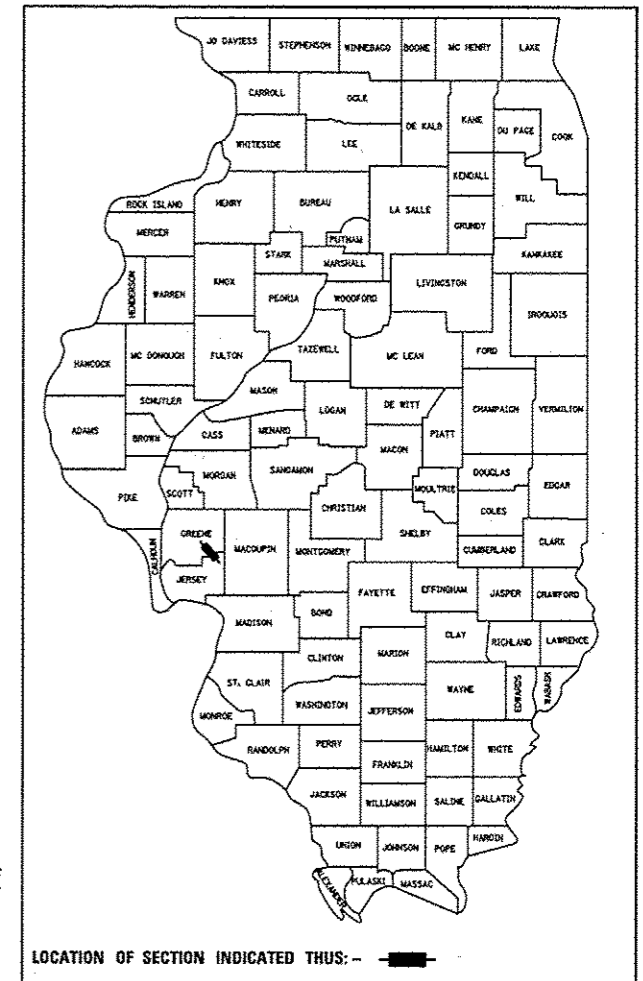 JO DAVIESS STEPHENSON WINNEBAGO BOONE MC HENRY LAKE
CARROLL OGLE DE KALB KANE DU PAGE COOK
WHITESIDE LEE KENDALL WILL
ROCK ISLAND HENRY BUREAU LA SALLE GRUNDY
MERCER STARK PUTNAM MARSHALL KANKAKEE
HENDERSON WARREN KNOX PEORIA WOODFORD LIVINGSTON IROQUOIS
HANCOCK MC DONOUGH FULTON TAZEWELL MC LEAN FORD
SCHUYLER MASON LOGAN DE WITT CHAMPAIGN VERMILION
ADAMS BROWN CASS MENARD MACON PIATT
PIKE SCOTT MORGAN SANGAMON CHRISTIAN MOULTRIE DOUGLAS EDGAR
COLES
CALHOUN GREENE MACOUPIN MONTGOMERY SHELBY CUMBERLAND CLARK
JERSEY FAYETTE EFFINGHAM JASPER CRAWFORD
MADISON BOND CLAY RICHLAND LAWRENCE
CLINTON MARION
ST. CLAIR WAYNE EDWARDS WABASH
MONROE WASHINGTON JEFFERSON
RANDOLPH PERRY HAMILTON WHITE
FRANKLIN
JACKSON WILLIAMSON SALINE GALLATIN
UNION JOHNSON POPE HARDIN
ALEXANDER PULASKI MASSAC
LOCATION OF SECTION INDICATED THUS: -